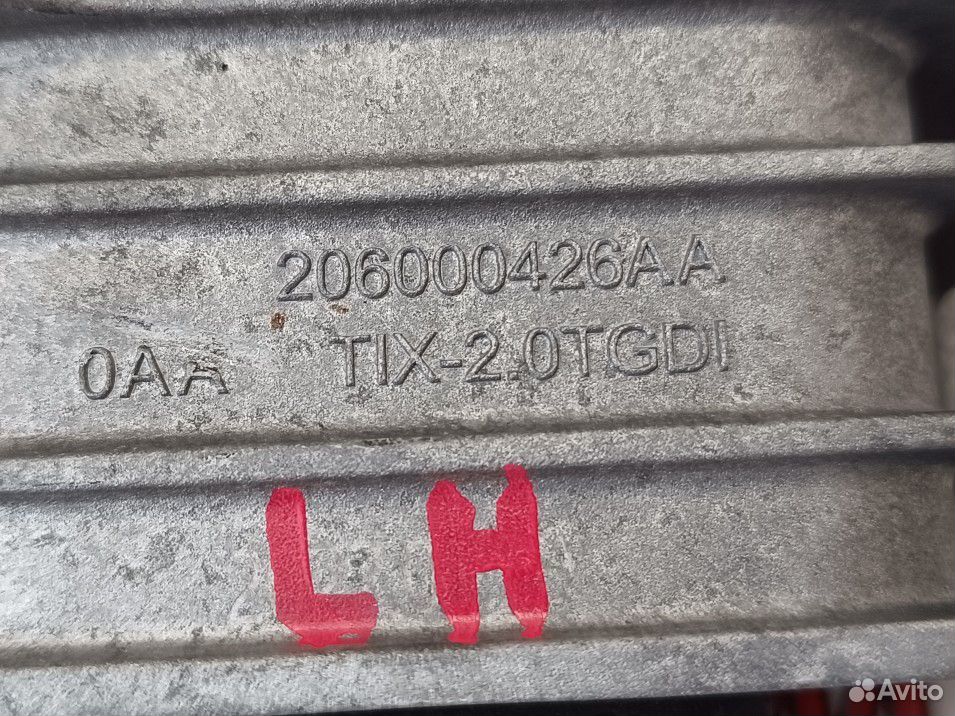 206000426AA
0AA TIX-2.0TGDI
LH
Avito